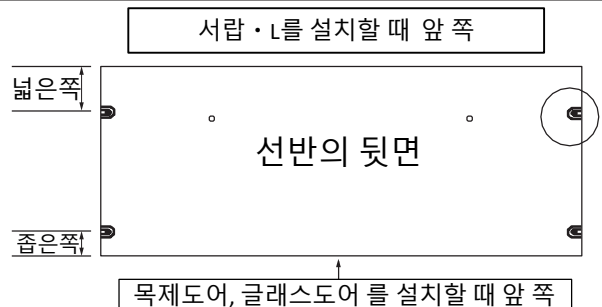 서랍・L를 설치할 때 앞 쪽
넓은쪽
선반의 뒷면
좁은쪽
목제도어, 글래스도어 를 설치할 때 앞 쪽